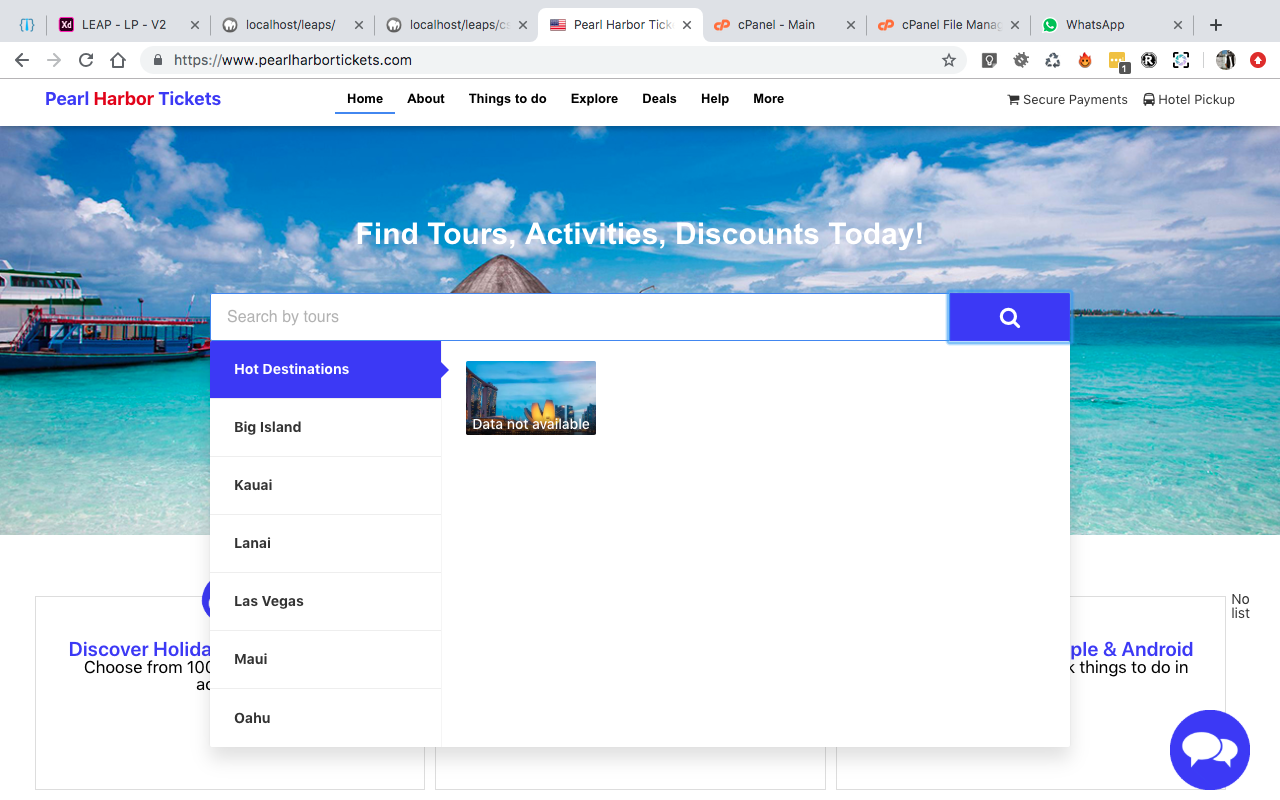 LEAP - LP - V2
localhost/leaps/
localhost/leaps/cs
Pearl Harbor Tick
cPanel - Main
cPanel File Manag
WhatsApp
https://www.pearlharbortickets.com
1
Pearl Harbor Tickets
Home About Things to do Explore Deals Help More
Secure Payments Hotel Pickup
Find Tours, Activities, Discounts Today!
Search by tours
Hot Destinations
Data not available
Big Island
Kauai
Lanai
Las Vegas
Maui
Oahu
No
list
Discover Holida
Choose from 100
ac
ple & Android
k things to do in